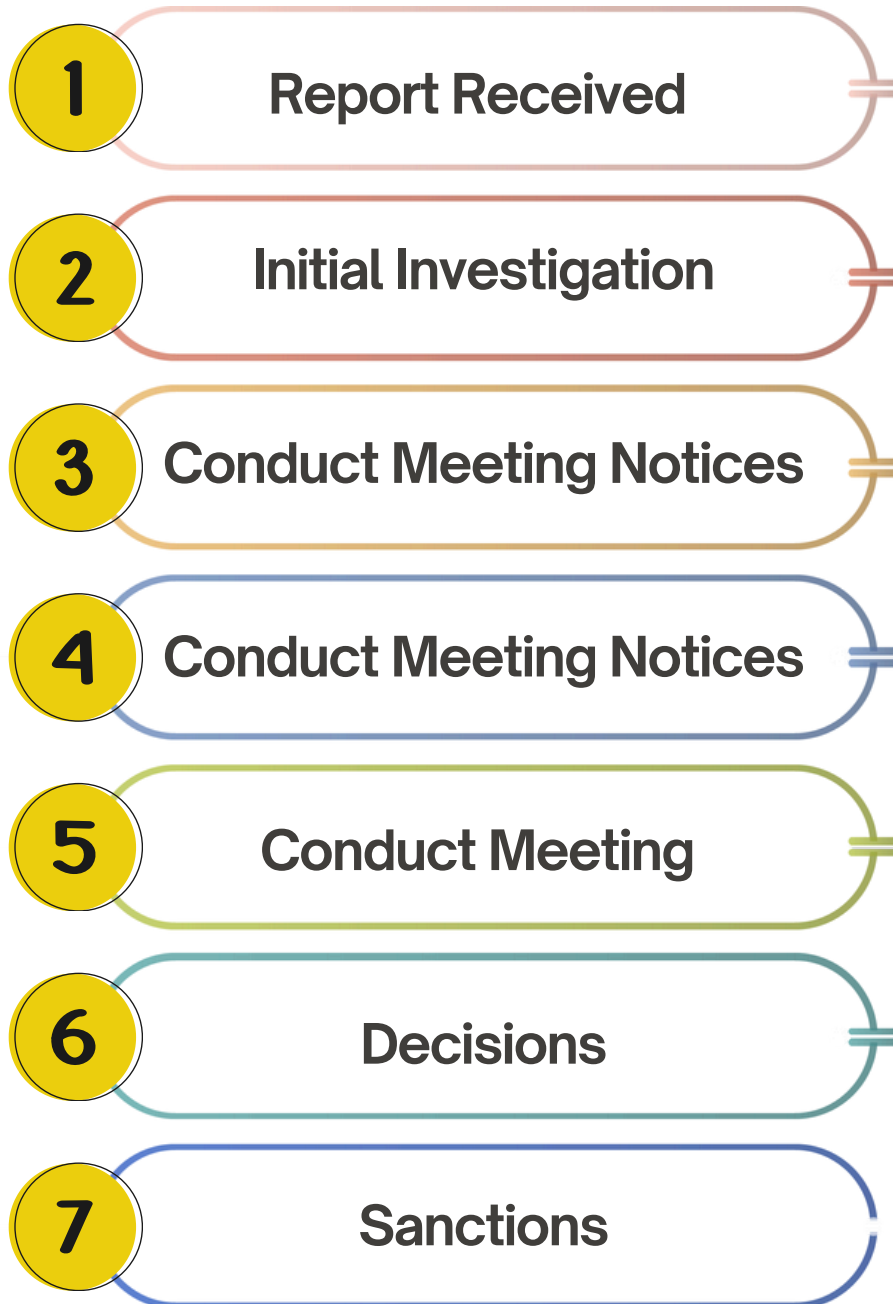 1
Report Received
2
Initial Investigation
3
Conduct Meeting Notices
4
Conduct Meeting Notices
5
Conduct Meeting
6
Decisions
7
Sanctions